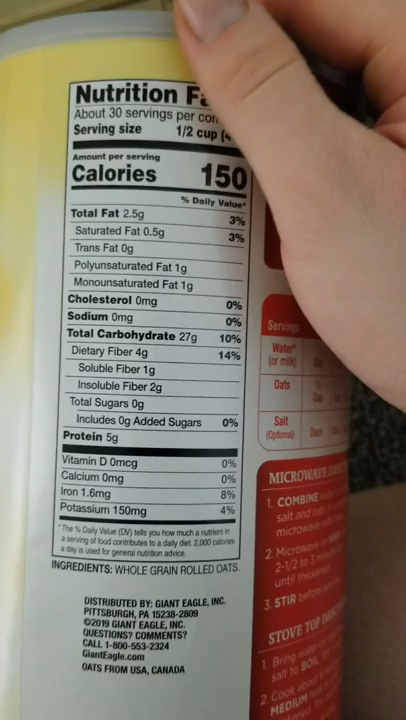 Nutrition
About 30 servings per
Serving size 1/2 cup
Amount per serving
Calories 150
% Daily Value*
Total Fat 2.5g 3%
Saturated Fat 0.5g 3%
Trans Fat 0g
Polyunsaturated Fat 1g
Monounsaturated Fat 1g
Cholesterol 0mg 0%
Sodium 0mg 0%
Total Carbohydrate 27g 10%
Dietary Fiber 4g 14%
Soluble Fiber 1g
Insoluble Fiber 2g
Total Sugars 0g
Includes 0g Added Sugars 0%
Protein 5g
Vitamin D 0mcg 0%
Calcium 0mg 0%
Iron 1.6mg 8%
Potassium 150mg 4%
*The % Daily Value (DV) tells you how much a nutrient in
a serving of food contributes to a daily diet. 2,000 calories
a day is used for general nutrition advice.
INGREDIENTS: WHOLE GRAIN ROLLED OATS.
DISTRIBUTED BY: GIANT EAGLE, INC.
PITTSBURGH, PA 15238-2809
©2019 GIANT EAGLE, INC.
QUESTIONS? COMMENTS?
CALL 1-800-553-2324
GiantEagle.com
OATS FROM USA, CANADA
Servings
Water*
(or milk)
Oats
Salt
(Optional)
MICROWAVE
1. COMBINE
salt and oats
microwave
2. Microwave
2-1/2 to 3
until
3. STIR before
STOVE TOP
1. Bring water
to BOIL
2. Cook about
MEDIUM